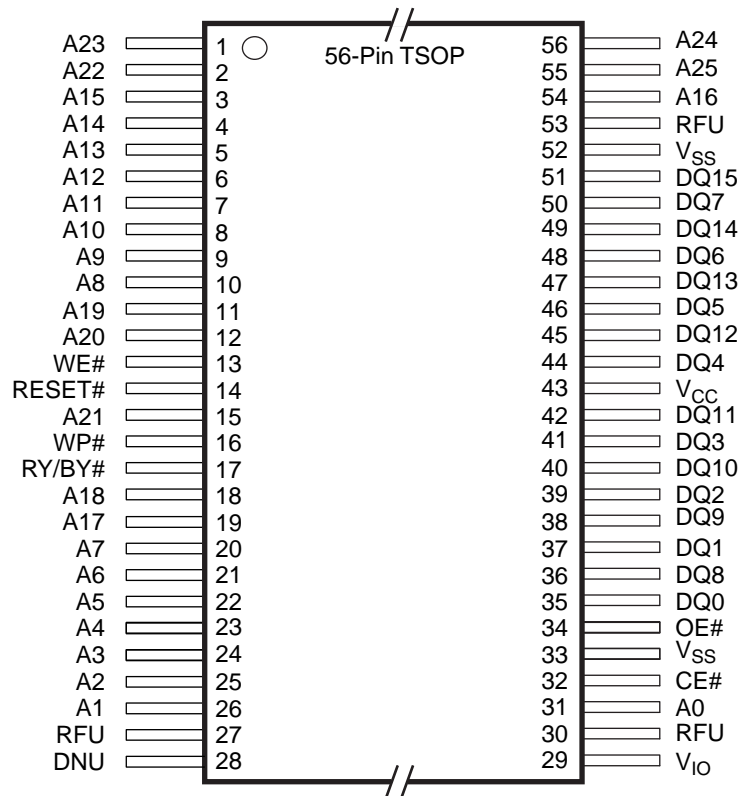 56-Pin TSOP
A23 1 56 A24
A22 2 55 A25
A15 3 54 A16
A14 4 53 RFU
A13 5 52 VSS
A12 6 51 DQ15
A11 7 50 DQ7
A10 8 49 DQ14
A9 9 48 DQ6
A8 10 47 DQ13
A19 11 46 DQ5
A20 12 45 DQ12
WE# 13 44 DQ4
RESET# 14 43 VCC
A21 15 42 DQ11
WP# 16 41 DQ3
RY/BY# 17 40 DQ10
A18 18 39 DQ2
A17 19 38 DQ9
A7 20 37 DQ1
A6 21 36 DQ8
A5 22 35 DQ0
A4 23 34 OE#
A3 24 33 VSS
A2 25 32 CE#
A1 26 31 A0
RFU 27 30 RFU
DNU 28 29 VIO